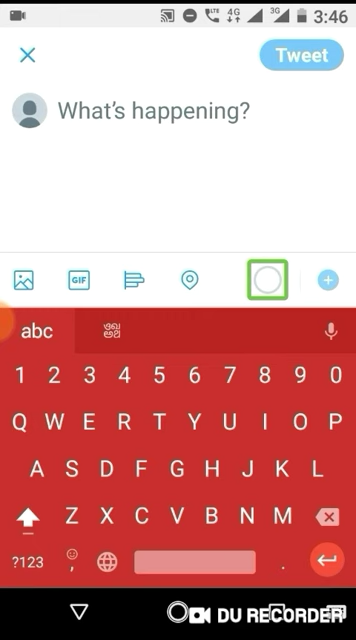 LTE 4G 3G 3:46
Tweet
What's happening?
GIF
abc
1 2 3 4 5 6 7 8 9 0
Q W E R T Y U I O P
A S D F G H J K L
Z X C V B N M
?123 , .
DU RECORDER